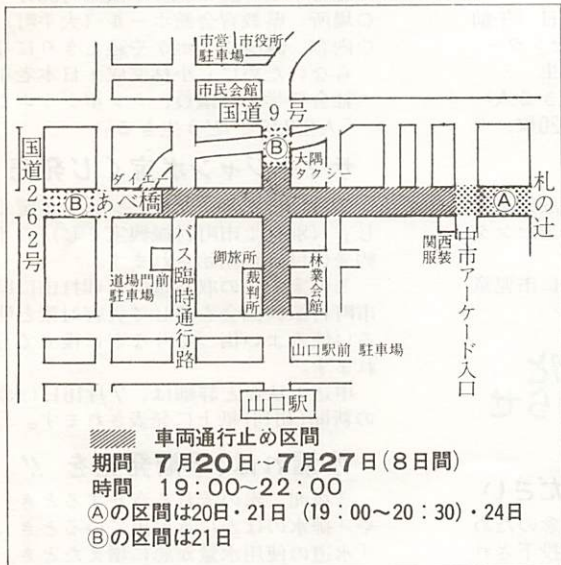 市営 市役所
駐車場
市民会館
国道9号
国道262号
Ⓑ
大隅
タクシー
ダイエー
Ⓑ あべ橋
Ⓐ
札の辻
バス臨時通行路
御旅所
裁判所
林業会館
関西
服装
中市アーケード入口
道場門前
駐車場
山口駅前 駐車場
山口駅
車両通行止め区間
期間 7月20日~7月27日(8日間)
時間 19:00~22:00
Ⓐの区間は20日・21日 (19:00~20:30)・24日
Ⓑの区間は21日